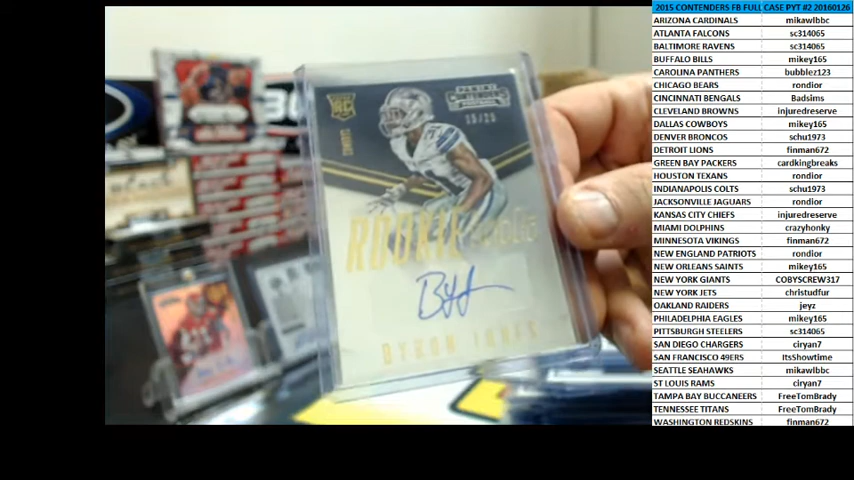 2015 CONTENDERS FB FULL CASE PYT #2 20160126
ARIZONA CARDINALS mikawlbbc
ATLANTA FALCONS sc314065
BALTIMORE RAVENS sc314065
BUFFALO BILLS mikey165
CAROLINA PANTHERS bubblez123
CHICAGO BEARS rondior
CINCINNATI BENGALS Badsims
CLEVELAND BROWNS injuredreserve
DALLAS COWBOYS mikey165
DENVER BRONCOS schu1973
DETROIT LIONS finman672
GREEN BAY PACKERS cardkingbreaks
HOUSTON TEXANS rondior
INDIANAPOLIS COLTS schu1973
JACKSONVILLE JAGUARS rondior
KANSAS CITY CHIEFS injuredreserve
MIAMI DOLPHINS crazyhonky
MINNESOTA VIKINGS finman672
NEW ENGLAND PATRIOTS rondior
NEW ORLEANS SAINTS mikey165
NEW YORK GIANTS COBYSCREW317
NEW YORK JETS christudfur
OAKLAND RAIDERS jeyz
PHILADELPHIA EAGLES mikey165
PITTSBURGH STEELERS sc314065
SAN DIEGO CHARGERS ciryan7
SAN FRANCISCO 49ERS ItsShowtime
SEATTLE SEAHAWKS mikawlbbc
ST LOUIS RAMS ciryan7
TAMPA BAY BUCCANEERS FreeTomBrady
TENNESSEE TITANS FreeTomBrady
WASHINGTON REDSKINS finman672
RC
15/25
ROOKIE
BYRON JONES